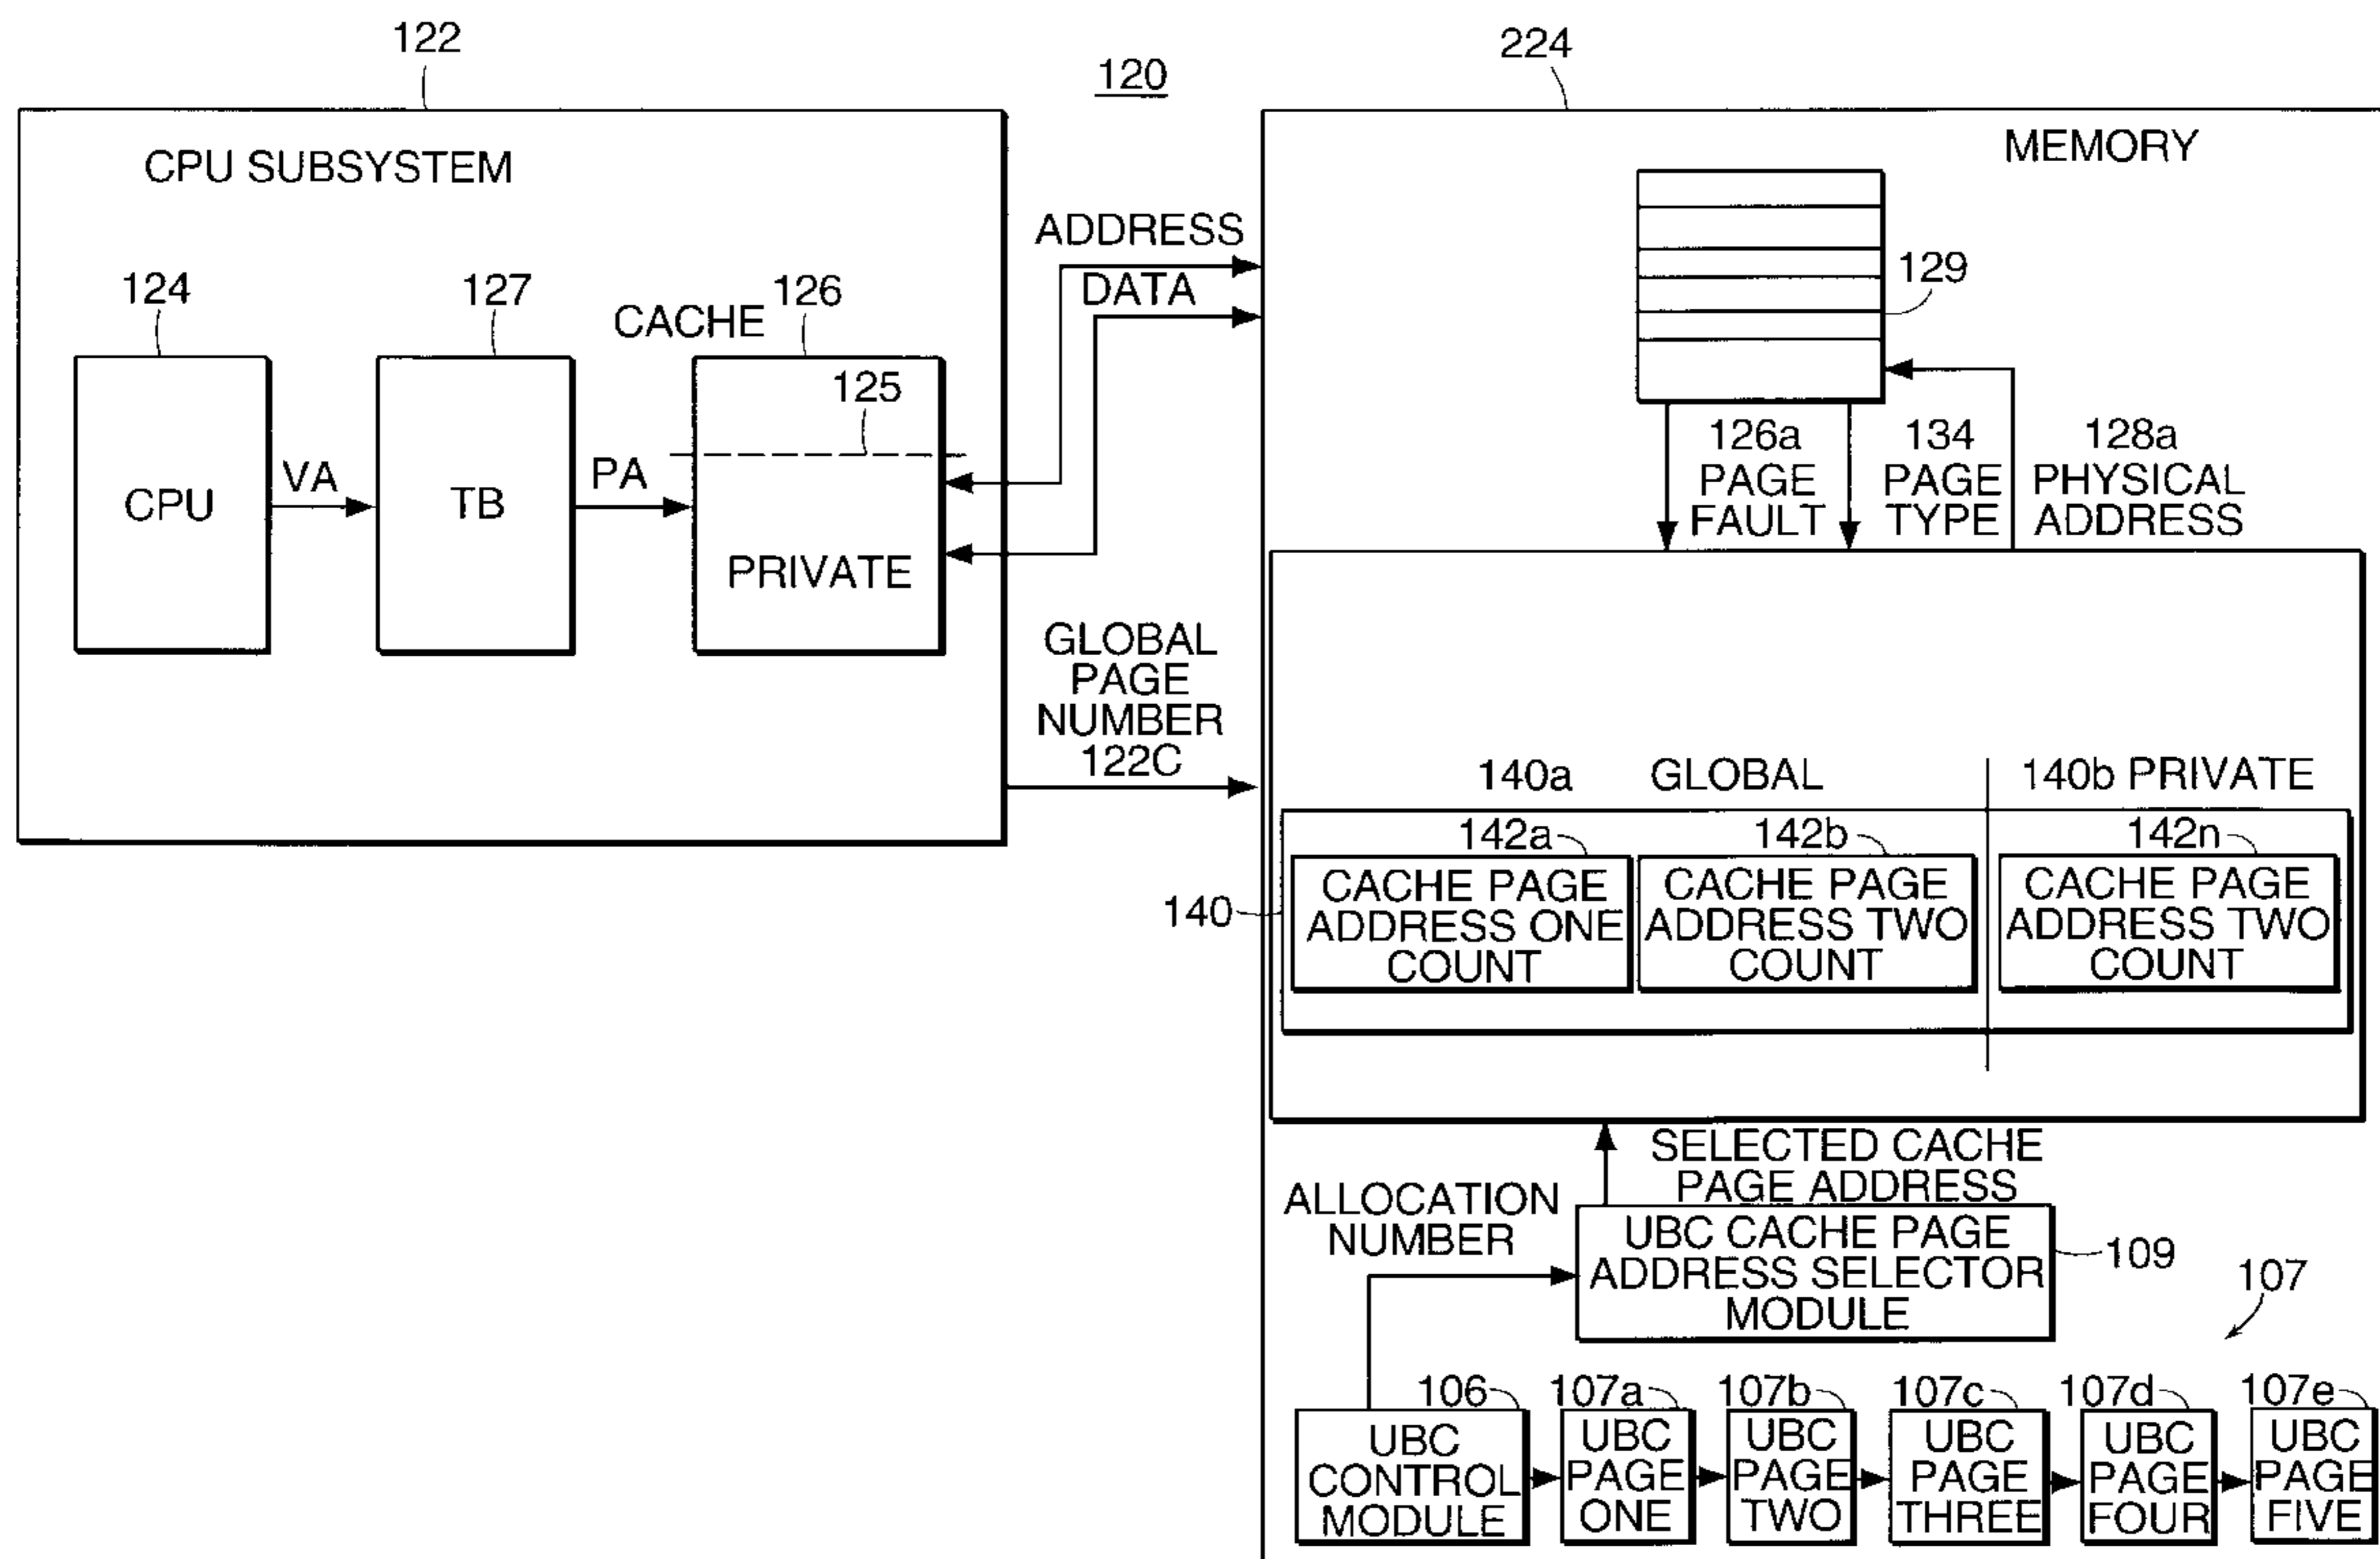 122
120
224
CPU SUBSYSTEM
MEMORY
124
127
CACHE
126
125
CPU
VA
TB
PA
PRIVATE
ADDRESS
DATA
129
126a
PAGE
FAULT
134
PAGE
TYPE
128a
PHYSICAL
ADDRESS
GLOBAL
PAGE
NUMBER
122C
140a
GLOBAL
140b PRIVATE
140
142a
CACHE PAGE
ADDRESS ONE
COUNT
142b
CACHE PAGE
ADDRESS TWO
COUNT
142n
CACHE PAGE
ADDRESS TWO
COUNT
SELECTED CACHE
PAGE ADDRESS
ALLOCATION
NUMBER
UBC CACHE PAGE
ADDRESS SELECTOR
MODULE
109
107
106
UBC
CONTROL
MODULE
107a
UBC
PAGE
ONE
107b
UBC
PAGE
TWO
107c
UBC
PAGE
THREE
107d
UBC
PAGE
FOUR
107e
UBC
PAGE
FIVE